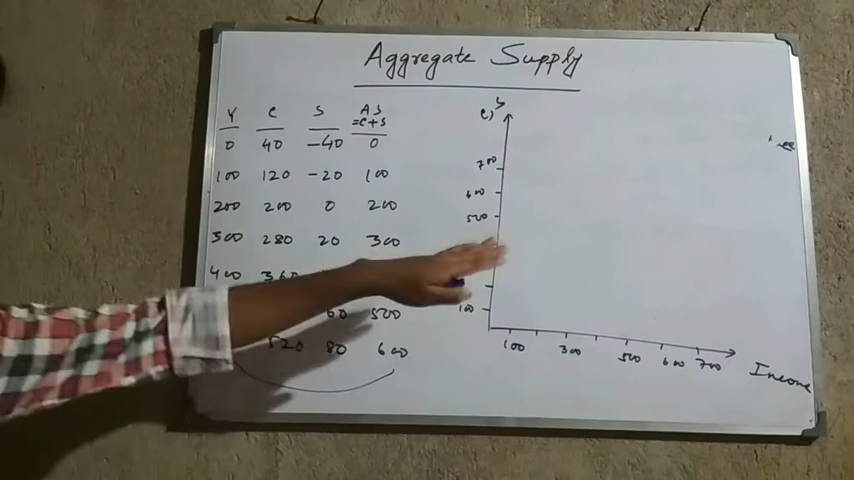 Aggregate Supply
Y C S AS
=C+S
0 40 -40 0
100 120 -20 100
200 200 0 200
300 280 20 300
400 360
60 500
520 80 600
C, S
700
600
500
100
100 300 500 600 700
Income